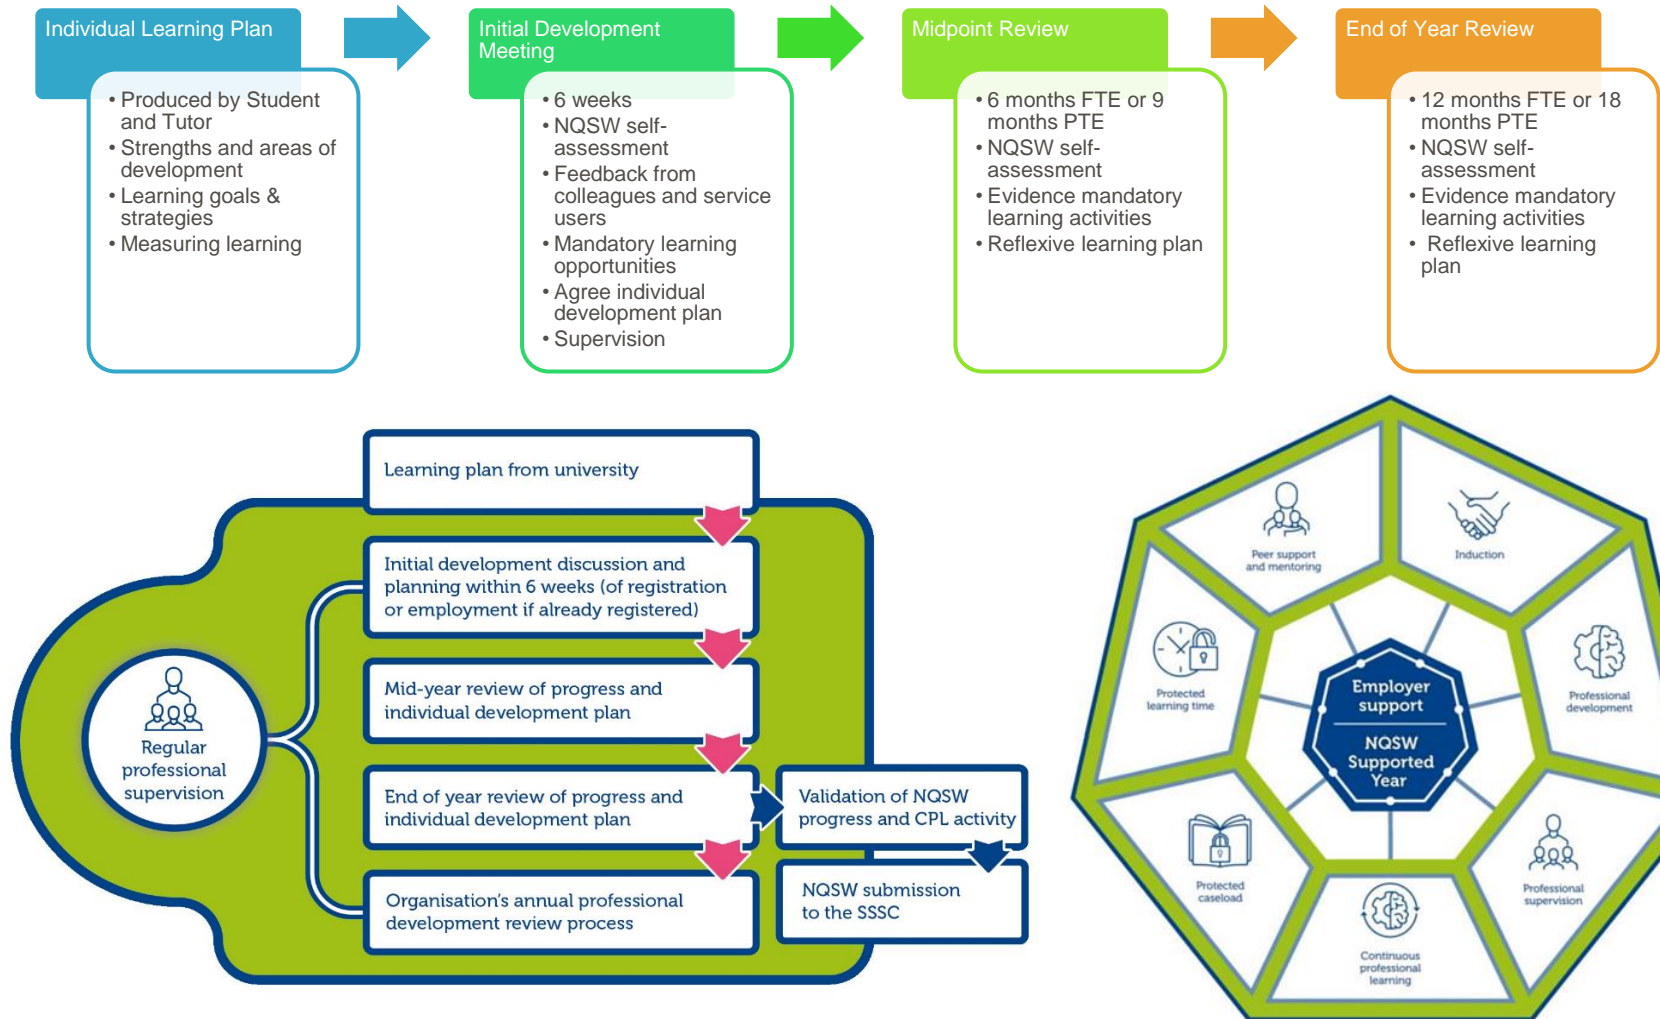 Individual Learning Plan
• Produced by Student
and Tutor
• Strengths and areas of
development
• Learning goals &
strategies
• Measuring learning
Initial Development
Meeting
• 6 weeks
• NQSW self-
assessment
• Feedback from
colleagues and service
users
• Mandatory learning
opportunities
• Agree individual
development plan
• Supervision
Midpoint Review
• 6 months FTE or 9
months PTE
• NQSW self-
assessment
• Evidence mandatory
learning activities
• Reflexive learning plan
End of Year Review
• 12 months FTE or 18
months PTE
• NQSW self-
assessment
• Evidence mandatory
learning activities
• Reflexive learning
plan
Regular
professional
supervision
Learning plan from university
Initial development discussion and
planning within 6 weeks (of registration
or employment if already registered)
Mid-year review of progress and
individual development plan
End of year review of progress and
individual development plan
Organisation's annual professional
development review process
Validation of NQSW
progress and CPL activity
NQSW submission
to the SSSC
Employer
support
NQSW
Supported
Year
Peer support
and mentoring
Induction
Professional
development
Professional
supervision
Continuous
professional
learning
Protected
caseload
Protected
learning time